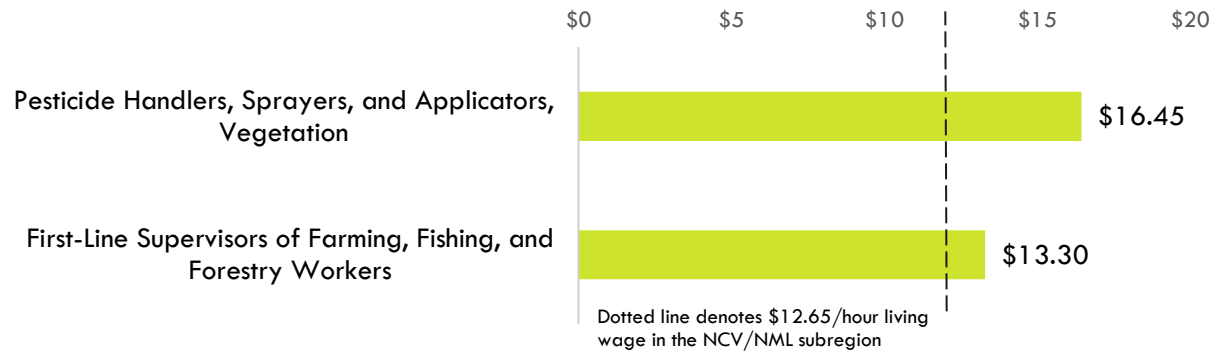 $0 $5 $10 $15 $20
Pesticide Handlers, Sprayers, and Applicators,
Vegetation
$16.45
First-Line Supervisors of Farming, Fishing, and
Forestry Workers
$13.30
Dotted line denotes $12.65/hour living
wage in the NCV/NML subregion